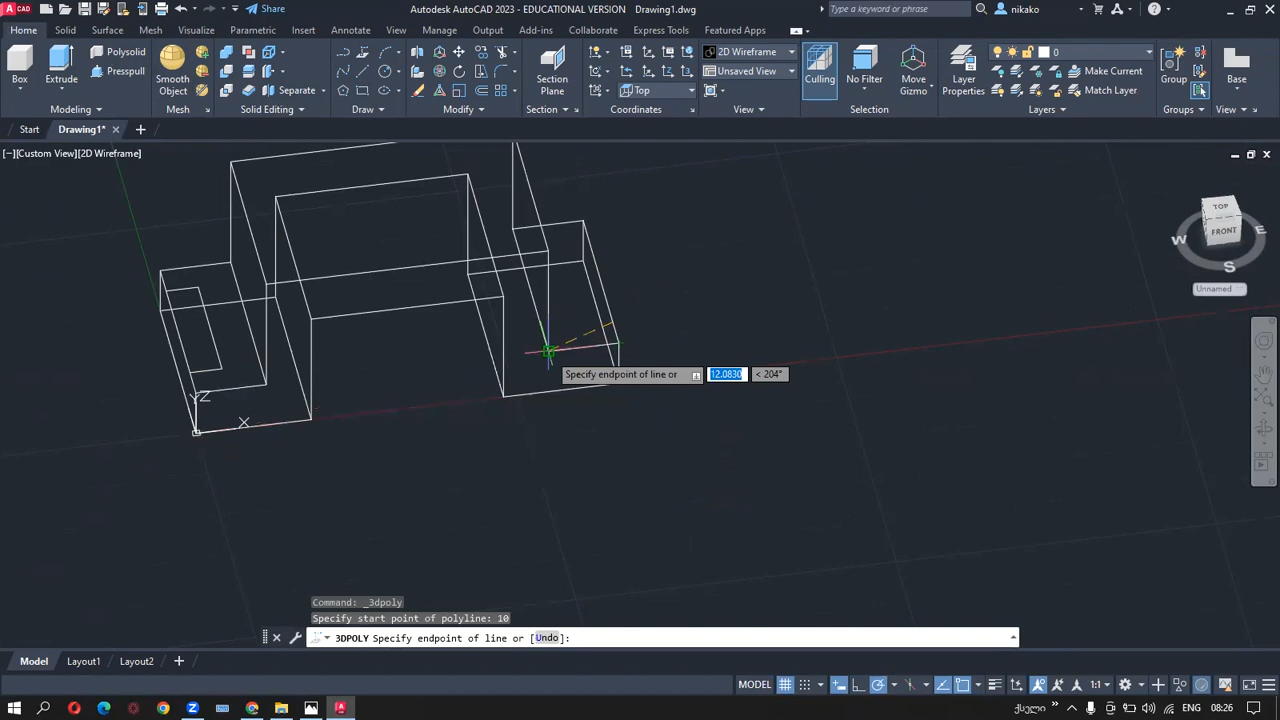 CAD Share Autodesk AutoCAD 2023 - EDUCATIONAL VERSION Drawing1.dwg Type a keyword or phrase nikako
Home Solid Surface Mesh Visualize Parametric Insert Annotate View Manage Output Add-ins Collaborate Express Tools Featured Apps
Polysolid 2D Wireframe 0
Presspull Unsaved View Make Current
Box Extrude Smooth Object Separate Section Plane Top Culling No Filter Move Gizmo Layer Properties Match Layer Group Base
Modeling Mesh Solid Editing Draw Modify Section Coordinates View Selection Layers Groups View
Start Drawing1*
[−][Custom View][2D Wireframe]
TOP
FRONT
W E
S
Unnamed
Specify endpoint of line or 12.0830 < 204°
Y Z
X
Command: _3dpoly
Specify start point of polyline: 10
3DPOLY Specify endpoint of line or [Undo]:
Model Layout1 Layout2
MODEL 1:1
ქსელი ENG 08:26